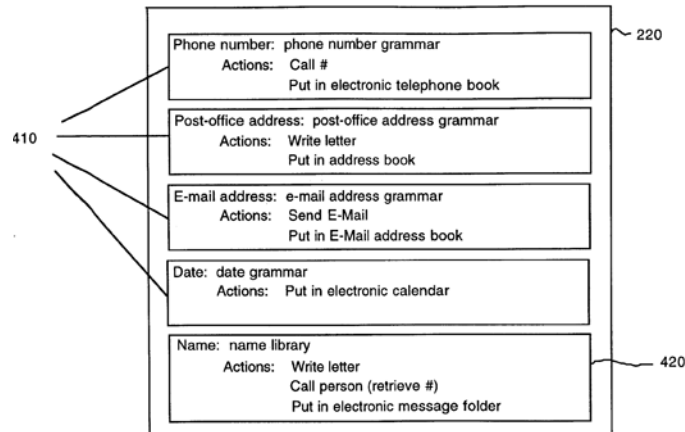 Phone number: phone number grammar
Actions: Call #
Put in electronic telephone book
220
Post-office address: post-office address grammar
Actions: Write letter
Put in address book
410
E-mail address: e-mail address grammar
Actions: Send E-Mail
Put in E-Mail address book
Date: date grammar
Actions: Put in electronic calendar
Name: name library
Actions: Write letter
Call person (retrieve #)
Put in electronic message folder
420